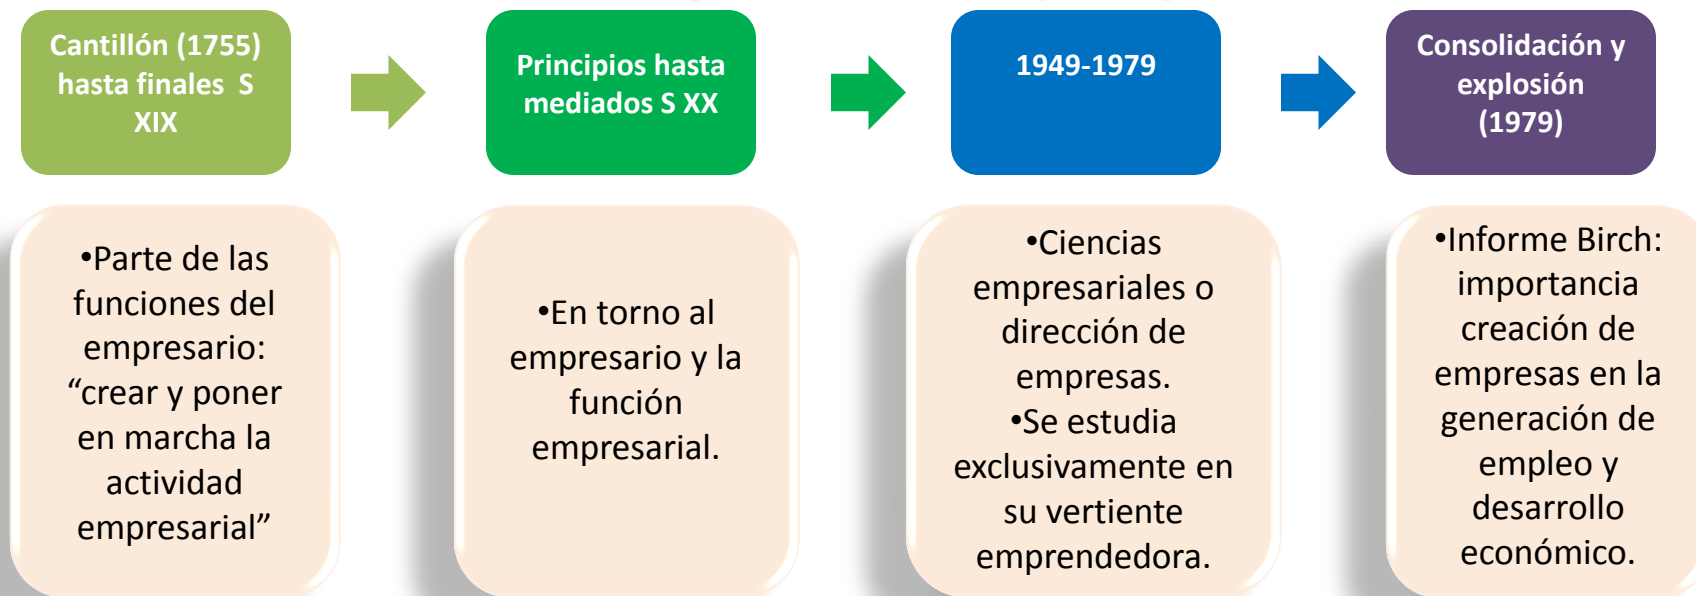 Cantillón (1755)
hasta finales S
XIX
Principios hasta
mediados S XX
1949-1979
Consolidación y
explosión
(1979)
•Parte de las
funciones del
empresario:
“crear y poner
en marcha la
actividad
empresarial”
•En torno al
empresario y la
función
empresarial.
•Ciencias
empresariales o
dirección de
empresas.
•Se estudia
exclusivamente en
su vertiente
emprendedora.
•Informe Birch:
importancia
creación de
empresas en la
generación de
empleo y
desarrollo
económico.